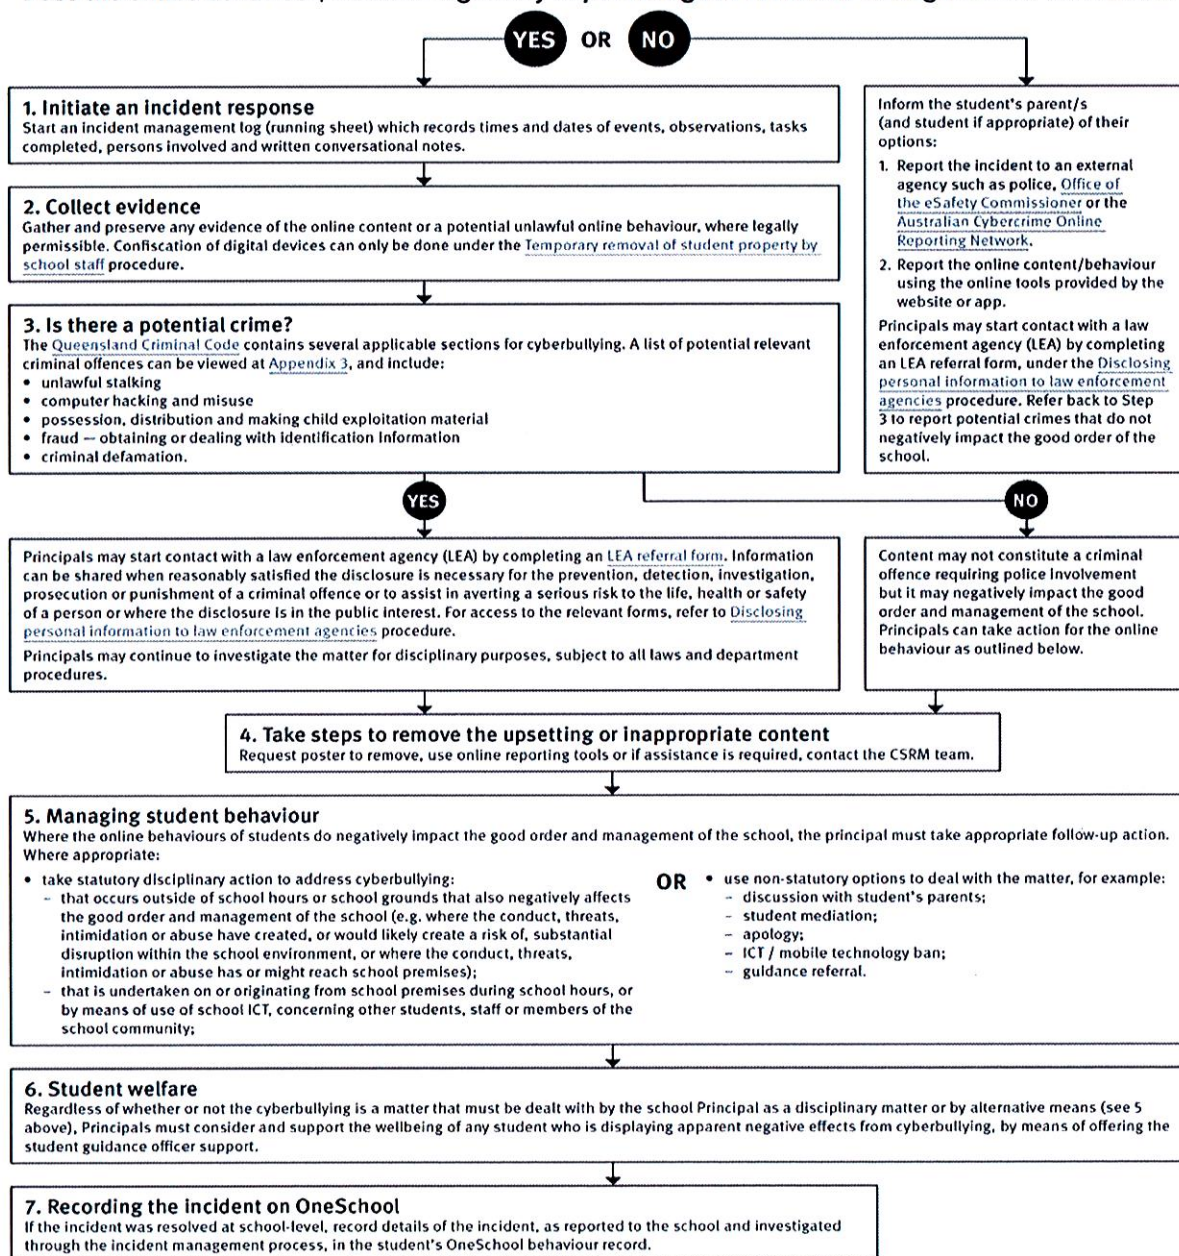 YES OR NO
1. Initiate an incident response
Start an incident management log (running sheet) which records times and dates of events, observations, tasks
completed, persons involved and written conversational notes.
Inform the student's parent/s
(and student if appropriate) of their
options:
1. Report the incident to an external
agency such as police, Office of
the eSafety Commissioner or the
Australian Cybercrime Online
Reporting Network.
2. Report the online content/behaviour
using the online tools provided by the
website or app.
Principals may start contact with a law
enforcement agency (LEA) by completing
an LEA referral form, under the Disclosing
personal information to law enforcement
agencies procedure. Refer back to Step
3 to report potential crimes that do not
negatively impact the good order of the
school.
2. Collect evidence
Gather and preserve any evidence of the online content or a potential unlawful online behaviour, where legally
permissible. Confiscation of digital devices can only be done under the Temporary removal of student property by
school staff procedure.
3. Is there a potential crime?
The Queensland Criminal Code contains several applicable sections for cyberbullying. A list of potential relevant
criminal offences can be viewed at Appendix 3, and include:
• unlawful stalking
• computer hacking and misuse
• possession, distribution and making child exploitation material
• fraud — obtaining or dealing with identification information
• criminal defamation.
YES
NO
Principals may start contact with a law enforcement agency (LEA) by completing an LEA referral form. Information
can be shared when reasonably satisfied the disclosure is necessary for the prevention, detection, investigation,
prosecution or punishment of a criminal offence or to assist in averting a serious risk to the life, health or safety
of a person or where the disclosure is in the public interest. For access to the relevant forms, refer to Disclosing
personal information to law enforcement agencies procedure.
Principals may continue to investigate the matter for disciplinary purposes, subject to all laws and department
procedures.
Content may not constitute a criminal
offence requiring police involvement
but it may negatively impact the good
order and management of the school.
Principals can take action for the online
behaviour as outlined below.
4. Take steps to remove the upsetting or inappropriate content
Request poster to remove, use online reporting tools or if assistance is required, contact the CSRM team.
5. Managing student behaviour
Where the online behaviours of students do negatively impact the good order and management of the school, the principal must take appropriate follow-up action.
Where appropriate:
• take statutory disciplinary action to address cyberbullying:
– that occurs outside of school hours or school grounds that also negatively affects
the good order and management of the school (e.g. where the conduct, threats,
intimidation or abuse have created, or would likely create a risk of, substantial
disruption within the school environment, or where the conduct, threats,
intimidation or abuse has or might reach school premises);
– that is undertaken on or originating from school premises during school hours, or
by means of use of school ICT, concerning other students, staff or members of the
school community;
OR
• use non-statutory options to deal with the matter, for example:
– discussion with student's parents;
– student mediation;
– apology;
– ICT / mobile technology ban;
– guidance referral.
6. Student welfare
Regardless of whether or not the cyberbullying is a matter that must be dealt with by the school Principal as a disciplinary matter or by alternative means (see 5
above), Principals must consider and support the wellbeing of any student who is displaying apparent negative effects from cyberbullying, by means of offering the
student guidance officer support.
7. Recording the incident on OneSchool
If the incident was resolved at school-level, record details of the incident, as reported to the school and investigated
through the incident management process, in the student's OneSchool behaviour record.